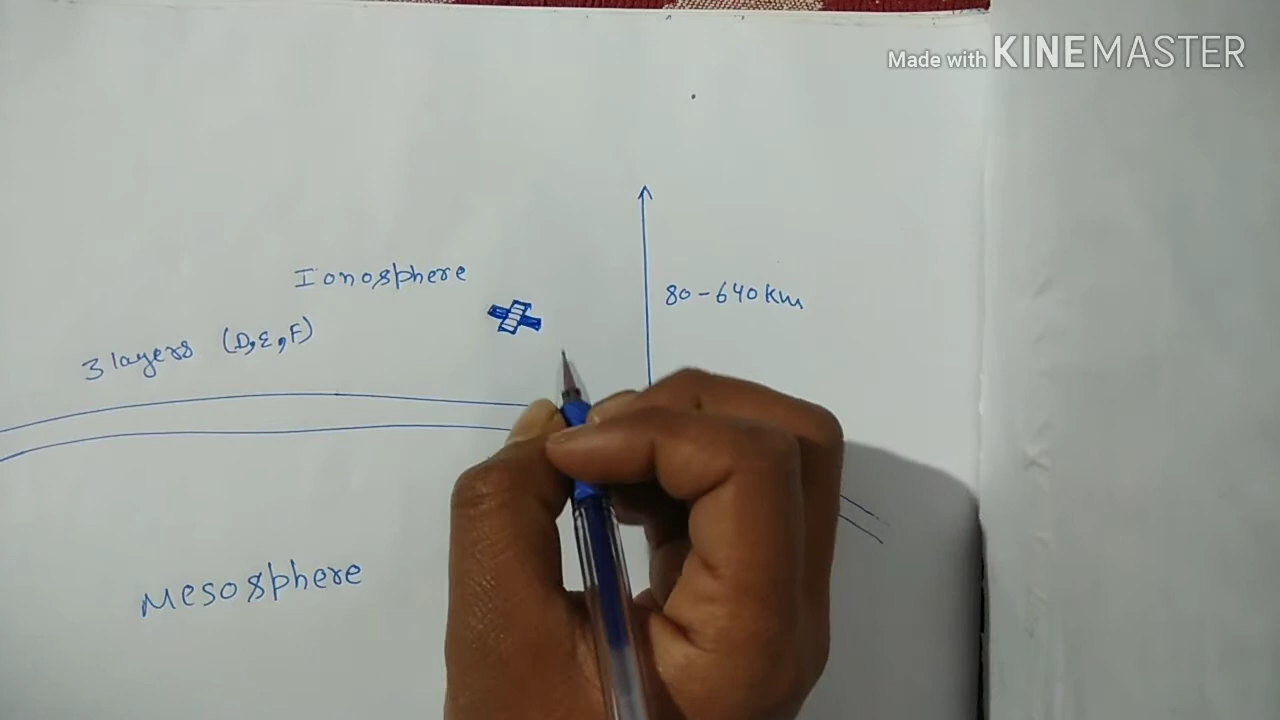 Made with KINEMASTER
Ionosphere
80-640 Km
3 layers (D, E, F)
Mesosphere